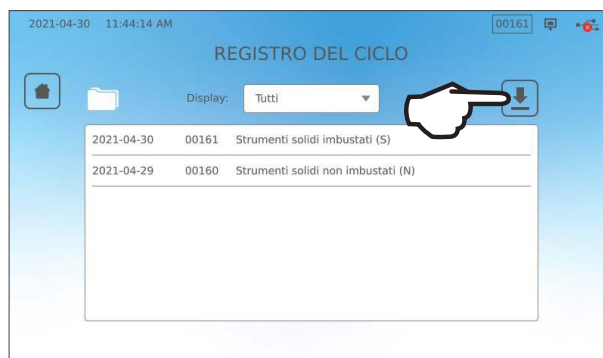 2021-04-30 11:44:14 AM 00161
REGISTRO DEL CICLO
Display: Tutti
2021-04-30 00161 Strumenti solidi imbustati (S)
2021-04-29 00160 Strumenti solidi non imbustati (N)